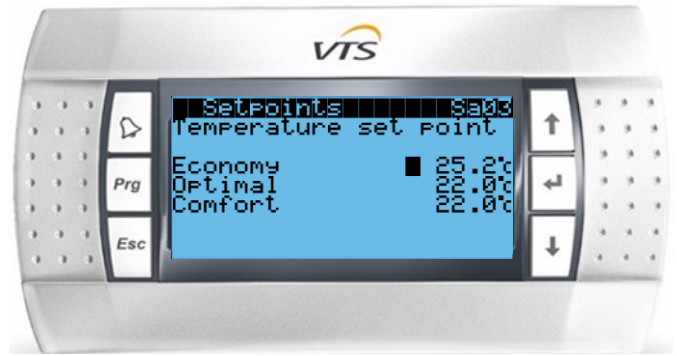 VTS
Setpoints Sa03
Temperature set point
Economy 25.2°c
Optimal 22.0°c
Comfort 22.0°c
Prg
Esc